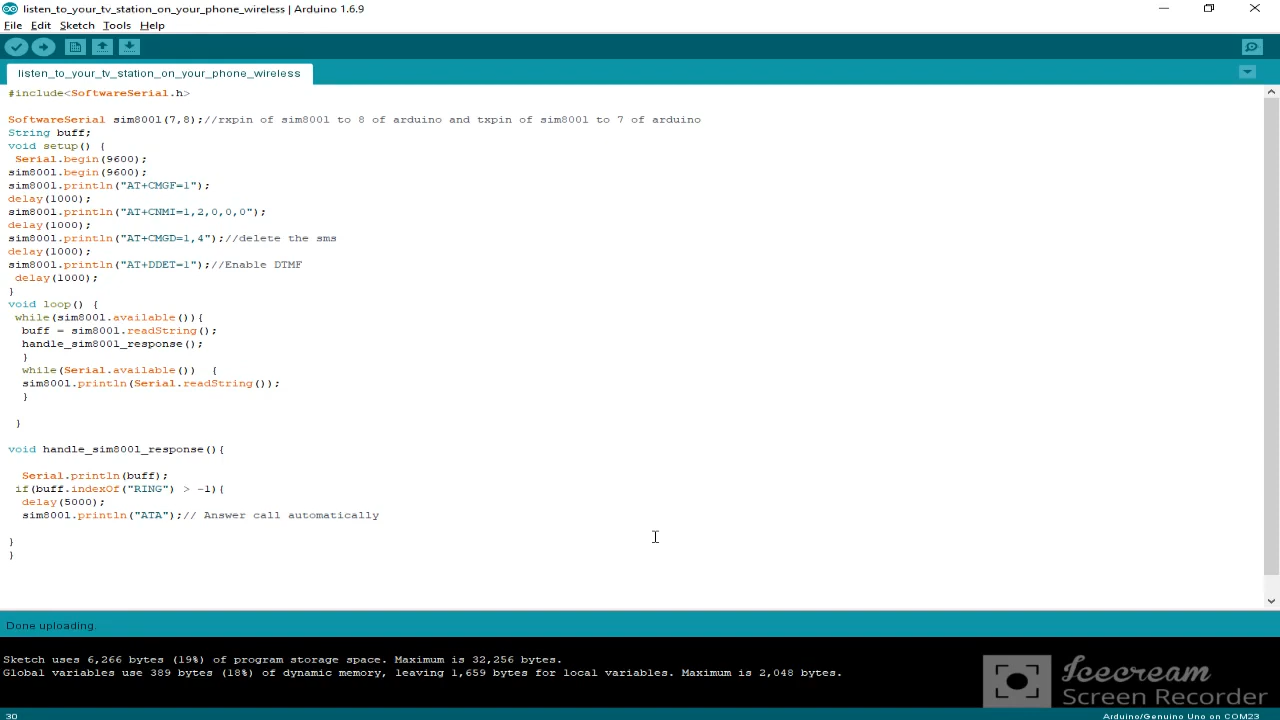 listen_to_your_tv_station_on_your_phone_wireless | Arduino 1.6.9
File Edit Sketch Tools Help
listen_to_your_tv_station_on_your_phone_wireless
#include<SoftwareSerial.h>
SoftwareSerial sim800l(7,8);//rxpin of sim800l to 8 of arduino and txpin of sim800l to 7 of arduino
String buff;
void setup() {
Serial.begin(9600);
sim800l.begin(9600);
sim800l.println("AT+CMGF=1");
delay(1000);
sim800l.println("AT+CNMI=1,2,0,0,0");
delay(1000);
sim800l.println("AT+CMGD=1,4");//delete the sms
delay(1000);
sim800l.println("AT+DDET=1");//Enable DTMF
delay(1000);
}
void loop() {
while(sim800l.available()){
buff = sim800l.readString();
handle_sim800l_response();
}
while(Serial.available())  {
sim800l.println(Serial.readString());
}
}
void handle_sim800l_response(){
Serial.println(buff);
if(buff.indexOf("RING") > -1){
delay(5000);
sim800l.println("ATA");// Answer call automatically
}
}
Done uploading.
Sketch uses 6,266 bytes (19%) of program storage space. Maximum is 32,256 bytes.
Global variables use 389 bytes (18%) of dynamic memory, leaving 1,659 bytes for local variables. Maximum is 2,048 bytes.
Icecream
Screen Recorder
30 Arduino/Genuino Uno on COM23